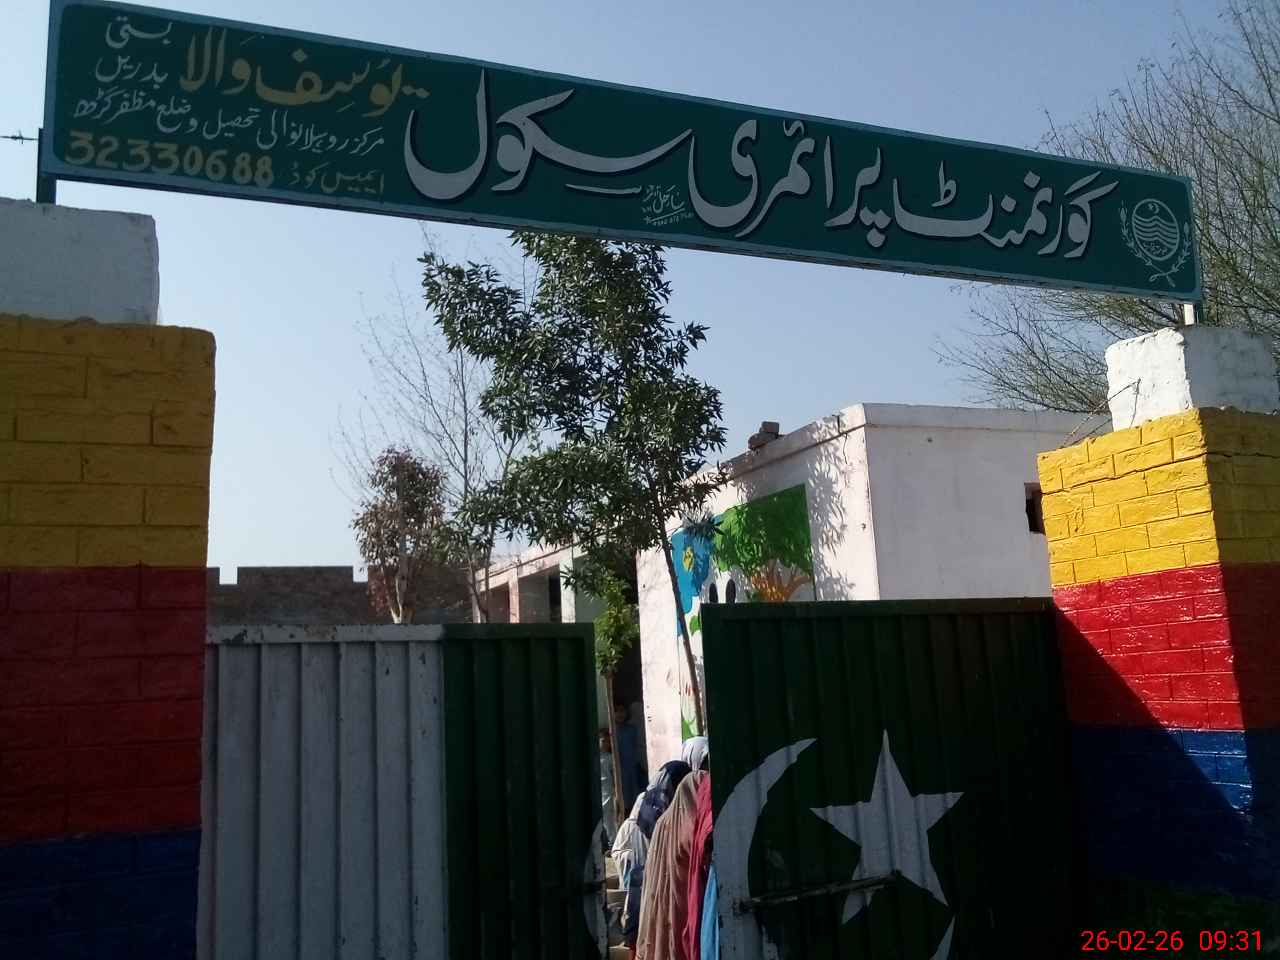 گورنمنٹ پرائمری سکول
یوسف والا
بستی
بدریں
مرکز روہیلانوالی تحصیل و ضلع مظفرگڑھ
ایمیس کوڈ 32330688
26-02-26 09:31